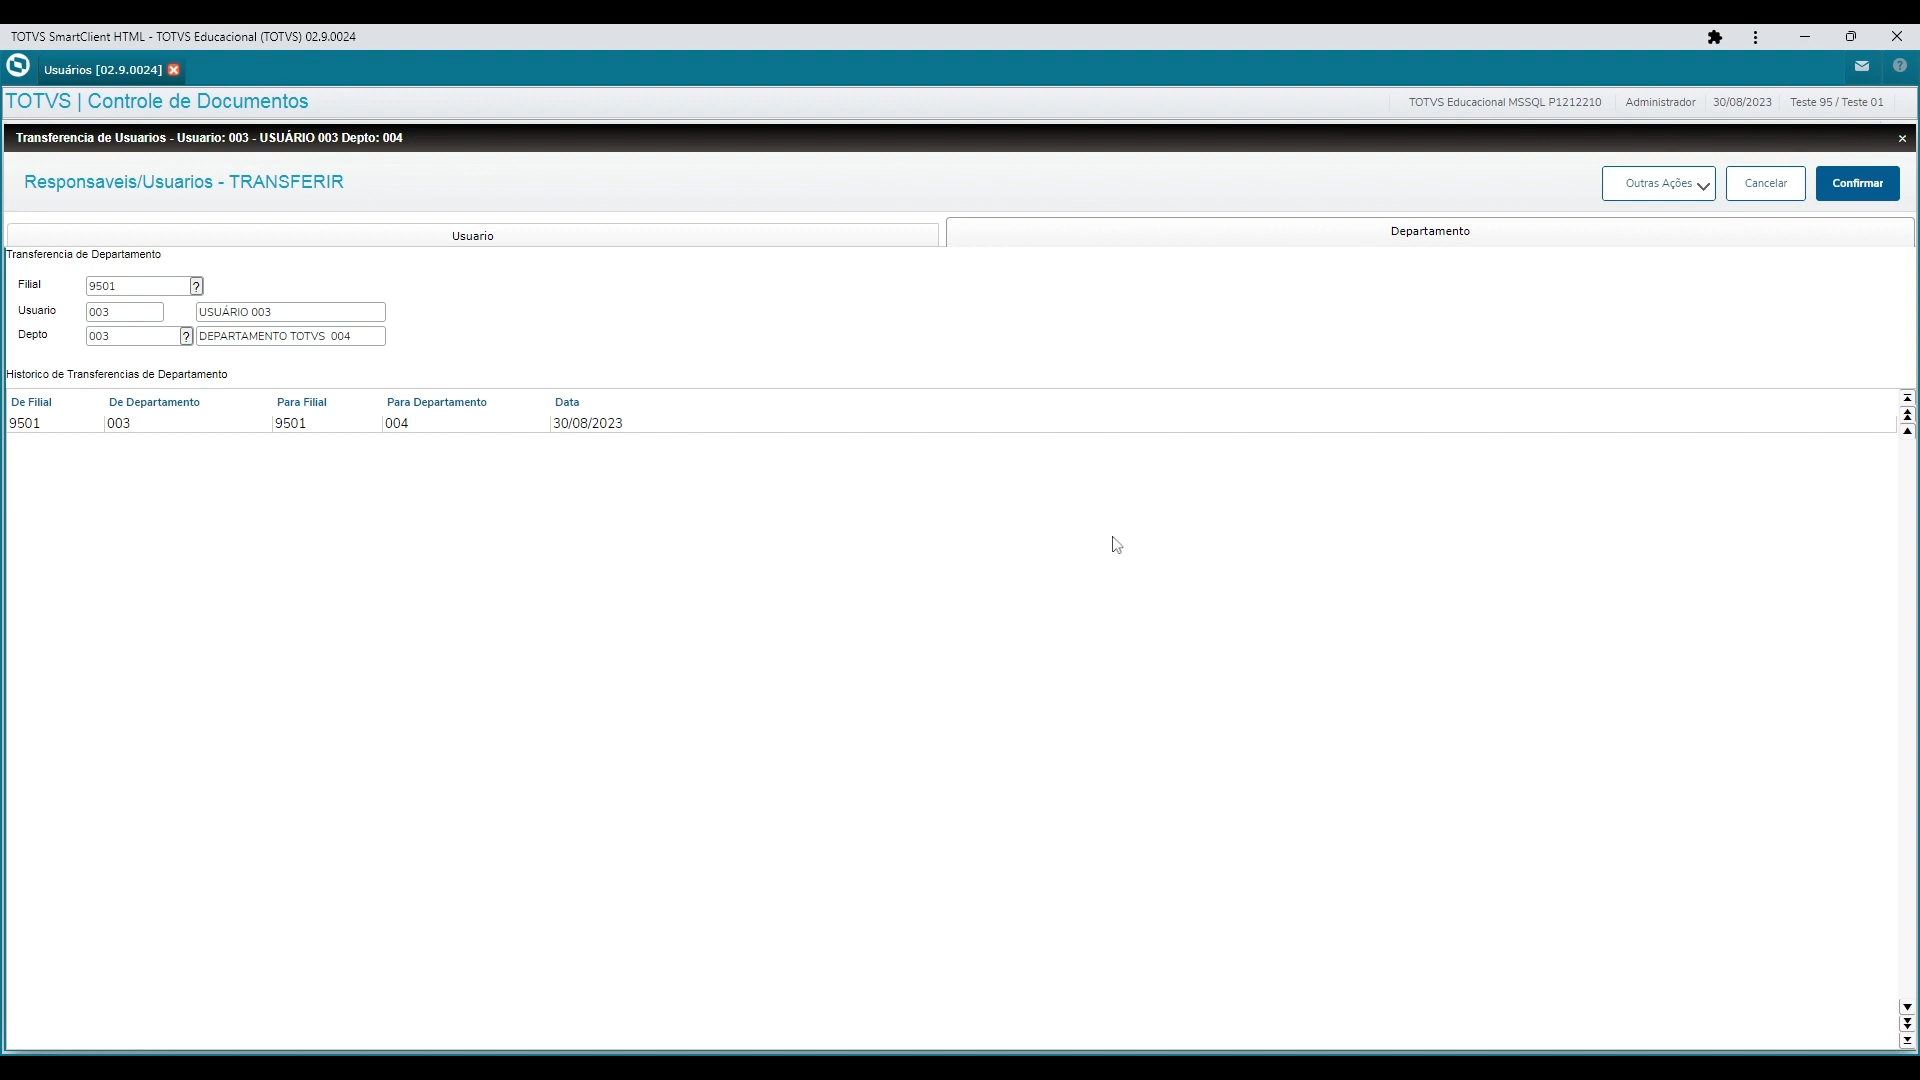 TOTVS SmartClient HTML - TOTVS Educacional (TOTVS) 02.9.0024
Usuários [02.9.0024]
TOTVS | Controle de Documentos
TOTVS Educacional MSSQL P1212210 Administrador 30/08/2023 Teste 95 / Teste 01
Transferencia de Usuarios - Usuario: 003 - USUÁRIO 003 Depto: 004
Responsaveis/Usuarios - TRANSFERIR
Outras Ações Cancelar Confirmar
Usuario Departamento
Transferencia de Departamento
Filial 9501 ?
Usuario 003 USUÁRIO 003
Depto 003 ? DEPARTAMENTO TOTVS 004
Historico de Transferencias de Departamento
De Filial De Departamento Para Filial Para Departamento Data
9501 003 9501 004 30/08/2023